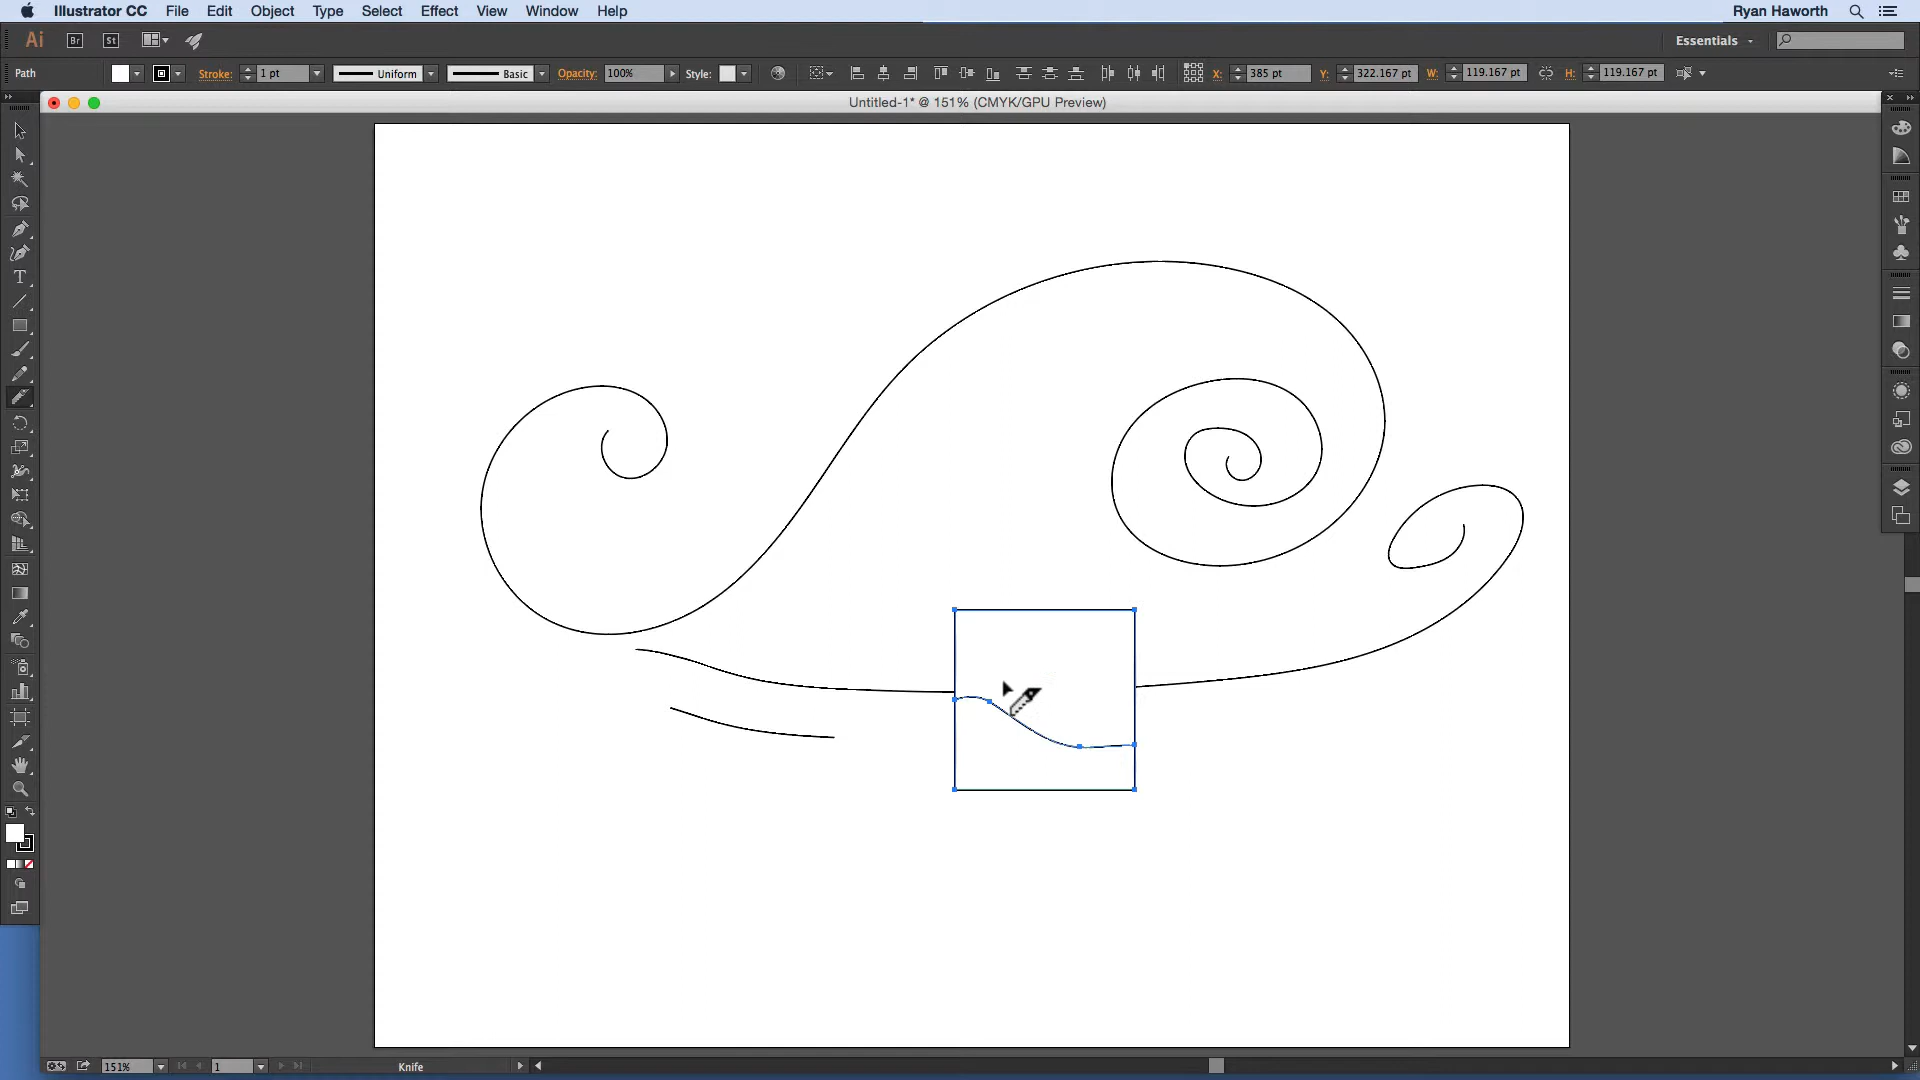 Illustrator CC File Edit Object Type Select Effect View Window Help Ryan Haworth
Ai Br St Essentials
Path Stroke: 1 pt Uniform Basic Opacity: 100% Style: X: 385 pt Y: 322.167 pt W: 119.167 pt H: 119.167 pt
Untitled-1* @ 151% (CMYK/GPU Preview)
T
151% 1 Knife